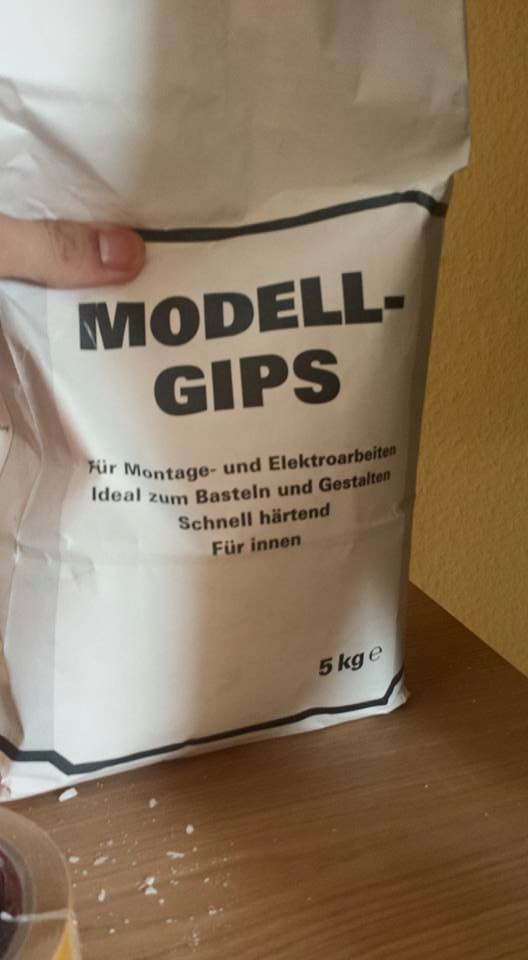 MODELL-
GIPS
Für Montage- und Elektroarbeiten
Ideal zum Basteln und Gestalten
Schnell härtend
Für innen
5 kg ℮